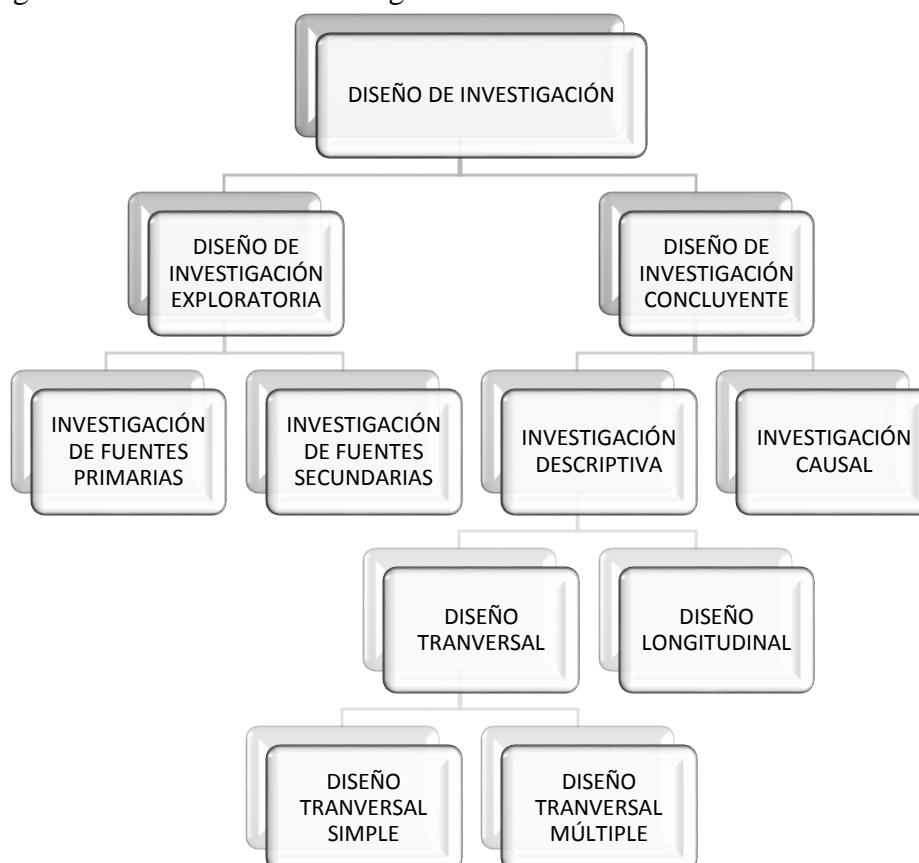 DISEÑO DE INVESTIGACIÓN
DISEÑO DE
INVESTIGACIÓN
EXPLORATORIA
DISEÑO DE
INVESTIGACIÓN
CONCLUYENTE
INVESTIGACIÓN
DE FUENTES
PRIMARIAS
INVESTIGACIÓN
DE FUENTES
SECUNDARIAS
INVESTIGACIÓN
DESCRIPTIVA
INVESTIGACIÓN
CAUSAL
DISEÑO
TRANVERSAL
DISEÑO
LONGITUDINAL
DISEÑO
TRANVERSAL
SIMPLE
DISEÑO
TRANVERSAL
MÚLTIPLE